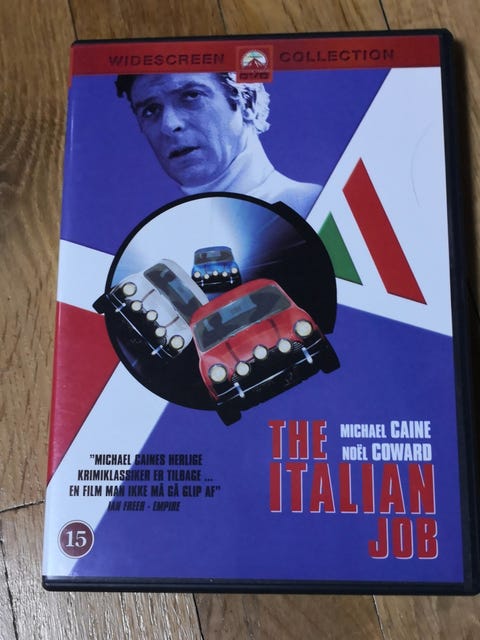 WIDESCREEN COLLECTION
DVD
MICHAEL CAINE
NOËL COWARD
THE
ITALIAN
JOB
"MICHAEL CAINES HERLIGE
KRIMIKLASSIKER ER TILBAGE ...
EN FILM MAN IKKE MÅ GÅ GLIP AF"
IAN FREER - EMPIRE
15